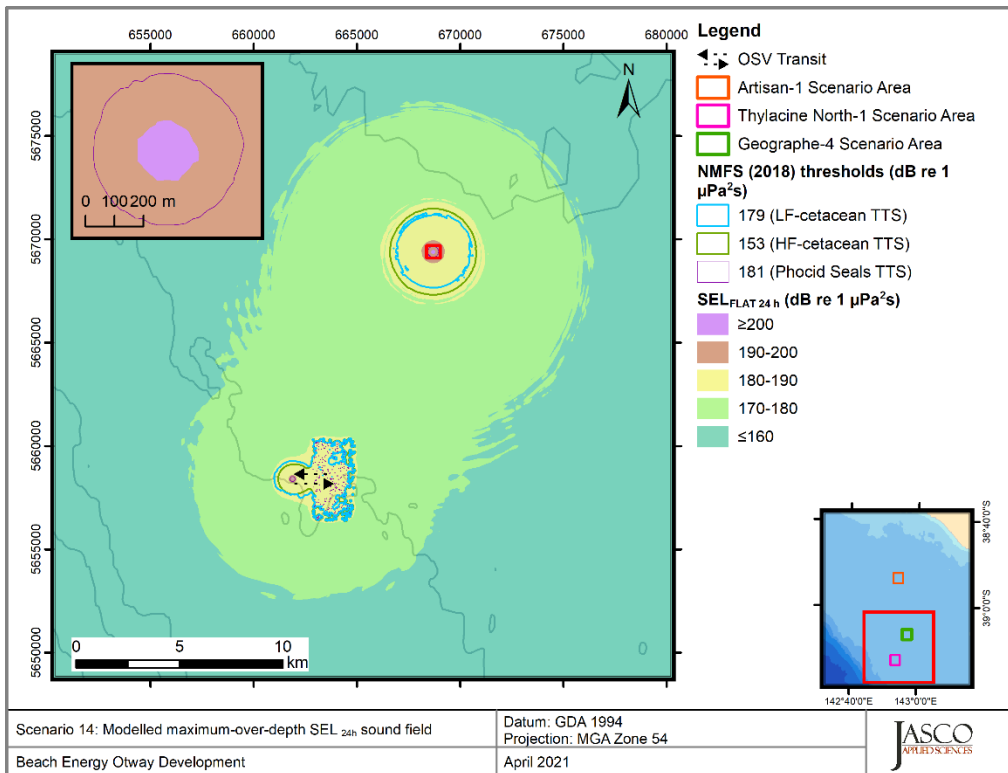 655000 660000 665000 670000 675000 680000
5675000
5670000
5665000
5660000
5655000
5650000
0 100 200 m
N
0 5 10
km
Legend
OSV Transit
Artisan-1 Scenario Area
Thylacine North-1 Scenario Area
Geographe-4 Scenario Area
NMFS (2018) thresholds (dB re 1
µPa²s)
179 (LF-cetacean TTS)
153 (HF-cetacean TTS)
181 (Phocid Seals TTS)
SEL FLAT 24 h (dB re 1 µPa²s)
≥200
190-200
180-190
170-180
≤160
38°40'0"S
39°0'0"S
142°40'0"E 143°0'0"E
Scenario 14: Modelled maximum-over-depth SEL 24h sound field
Datum: GDA 1994
Projection: MGA Zone 54
Beach Energy Otway Development
April 2021
JASCO
APPLIED SCIENCES